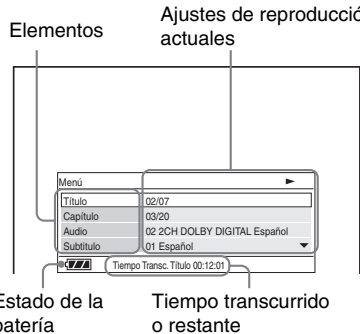 Elementos
Ajustes de reproducció
actuales
Menú
Título 02/07
Capítulo 03/20
Audio 02 2CH DOLBY DIGITAL Español
Subtitulo 01 Español
Tiempo Transc. Título 00:12:01
Estado de la
batería
Tiempo transcurrido
o restante